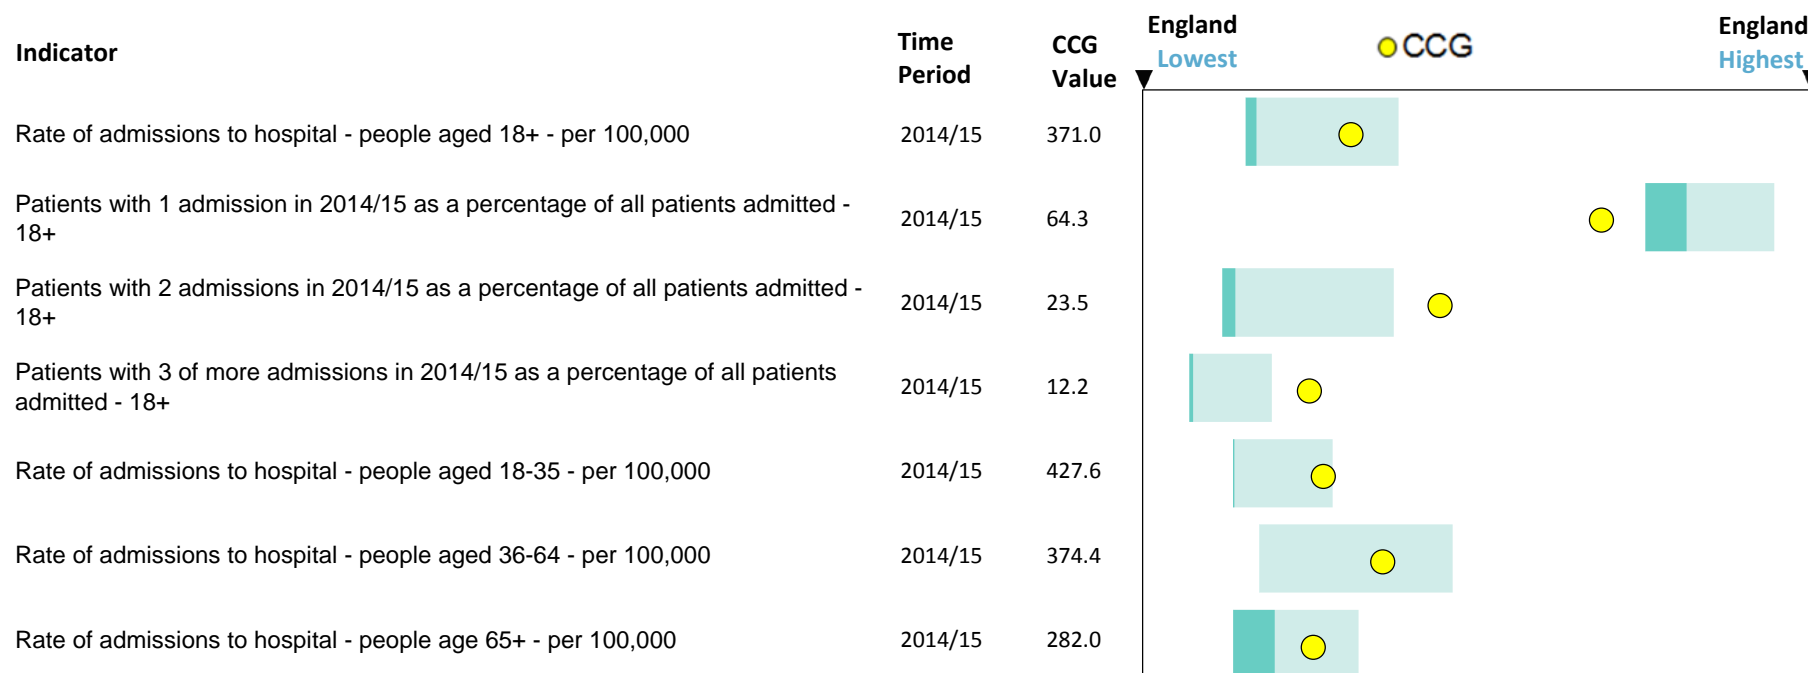 Indicator
Time
Period
CCG
Value
England
Lowest
CCG
England
Highest
Rate of admissions to hospital - people aged 18+ - per 100,000 2014/15 371.0
Patients with 1 admission in 2014/15 as a percentage of all patients admitted -
18+
2014/15 64.3
Patients with 2 admissions in 2014/15 as a percentage of all patients admitted -
18+
2014/15 23.5
Patients with 3 of more admissions in 2014/15 as a percentage of all patients
admitted - 18+
2014/15 12.2
Rate of admissions to hospital - people aged 18-35 - per 100,000 2014/15 427.6
Rate of admissions to hospital - people aged 36-64 - per 100,000 2014/15 374.4
Rate of admissions to hospital - people age 65+ - per 100,000 2014/15 282.0